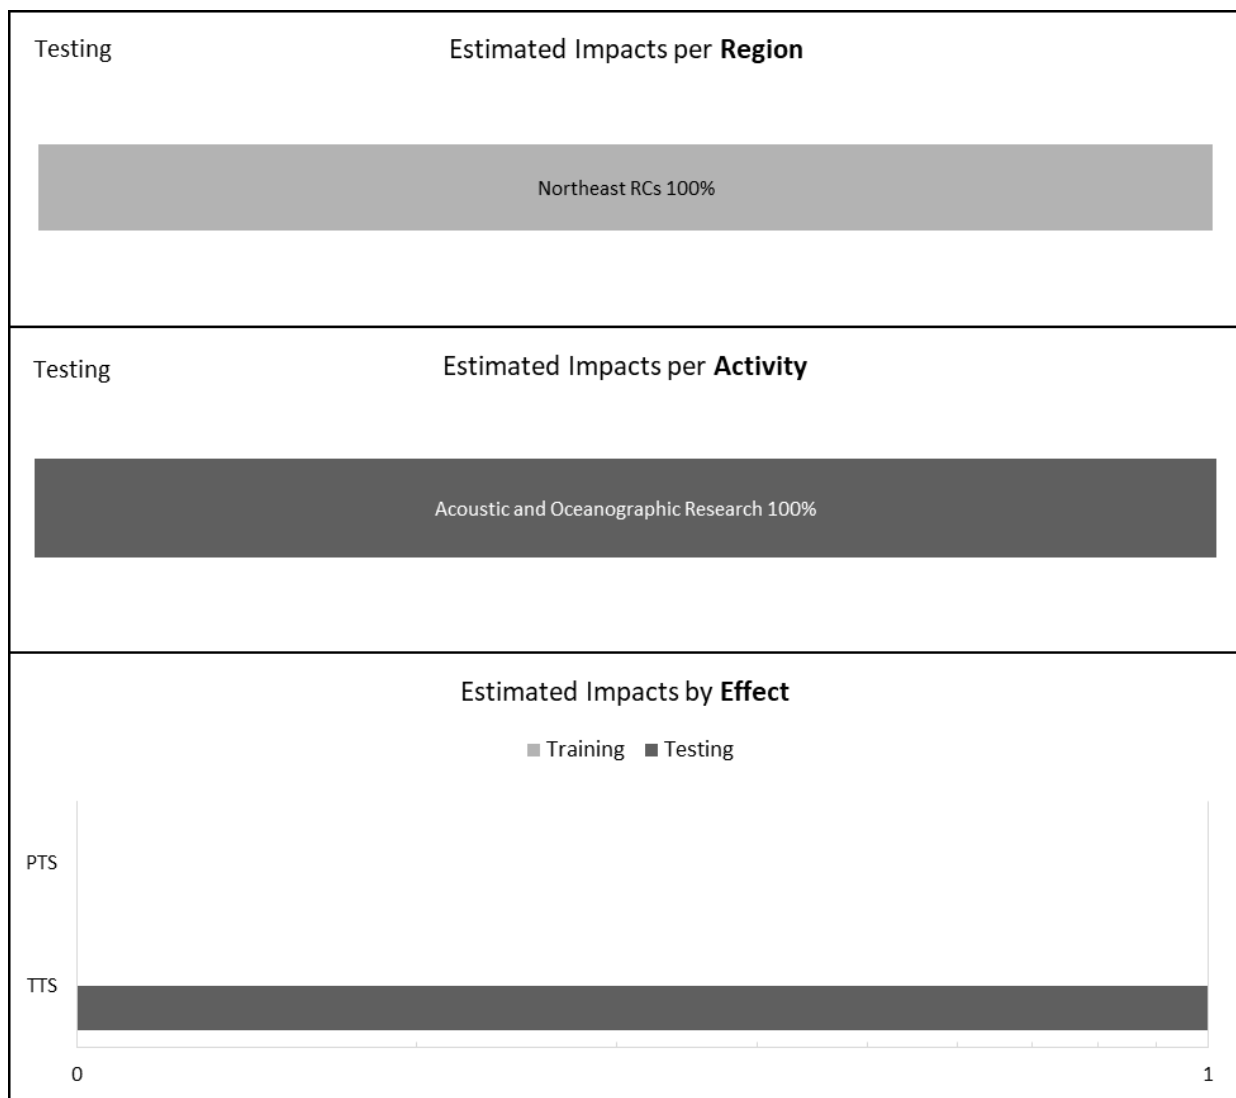 Testing
Estimated Impacts per Region
Northeast RCs 100%
Testing
Estimated Impacts per Activity
Acoustic and Oceanographic Research 100%
Estimated Impacts by Effect
Training Testing
PTS
TTS
0 1